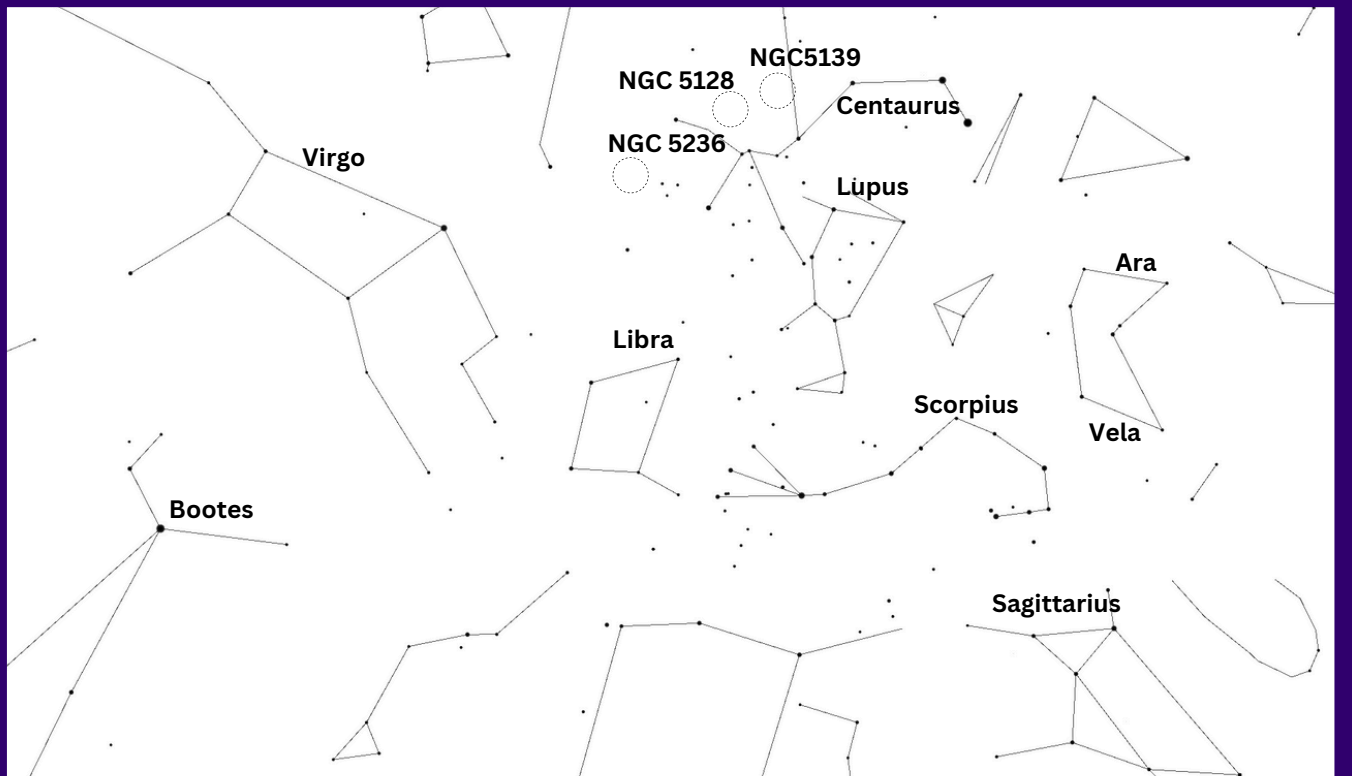 NGC5139
NGC 5128
Centaurus
NGC 5236
Virgo
Lupus
Ara
Libra
Scorpius
Vela
Bootes
Sagittarius